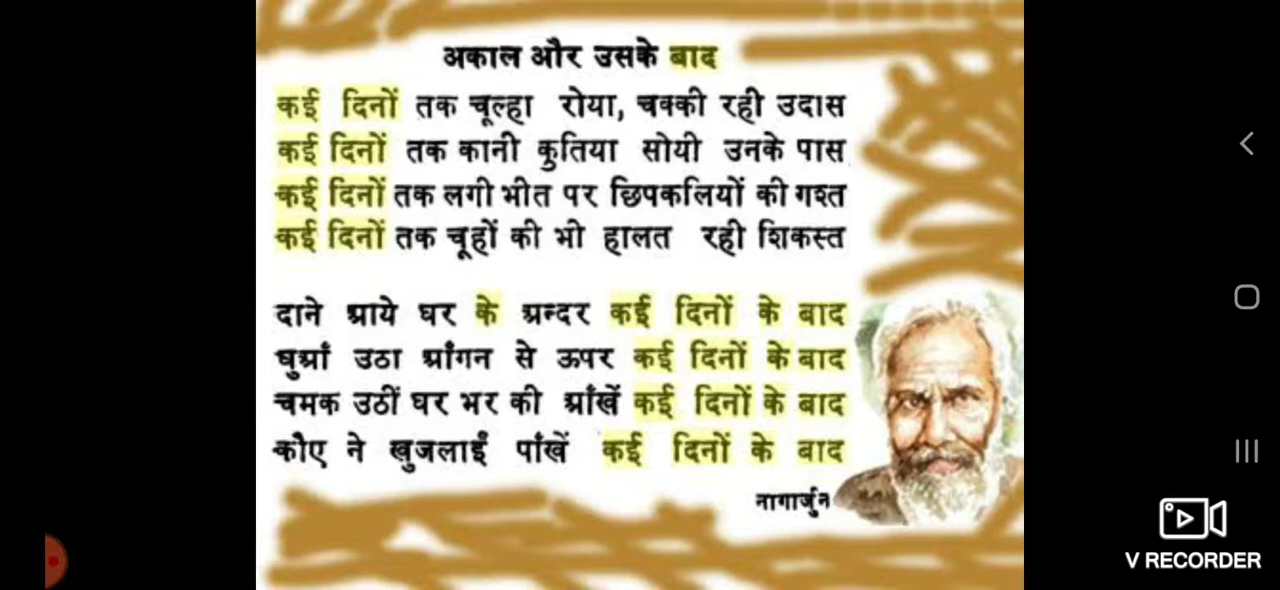 अकाल और उसके बाद
कई दिनों तक चूल्हा रोया, चक्की रही उदास
कई दिनों तक कानी कुतिया सोयी उनके पास
कई दिनों तक लगी भीत पर छिपकलियों की गश्त
कई दिनों तक चूहों की भी हालत रही शिकस्त
दाने आये घर के अन्दर कई दिनों के बाद
धुआँ उठा आँगन से ऊपर कई दिनों के बाद
चमक उठीं घर भर की आँखें कई दिनों के बाद
कौए ने खुजलाईं पाँखें कई दिनों के बाद
नागार्जुन
V RECORDER